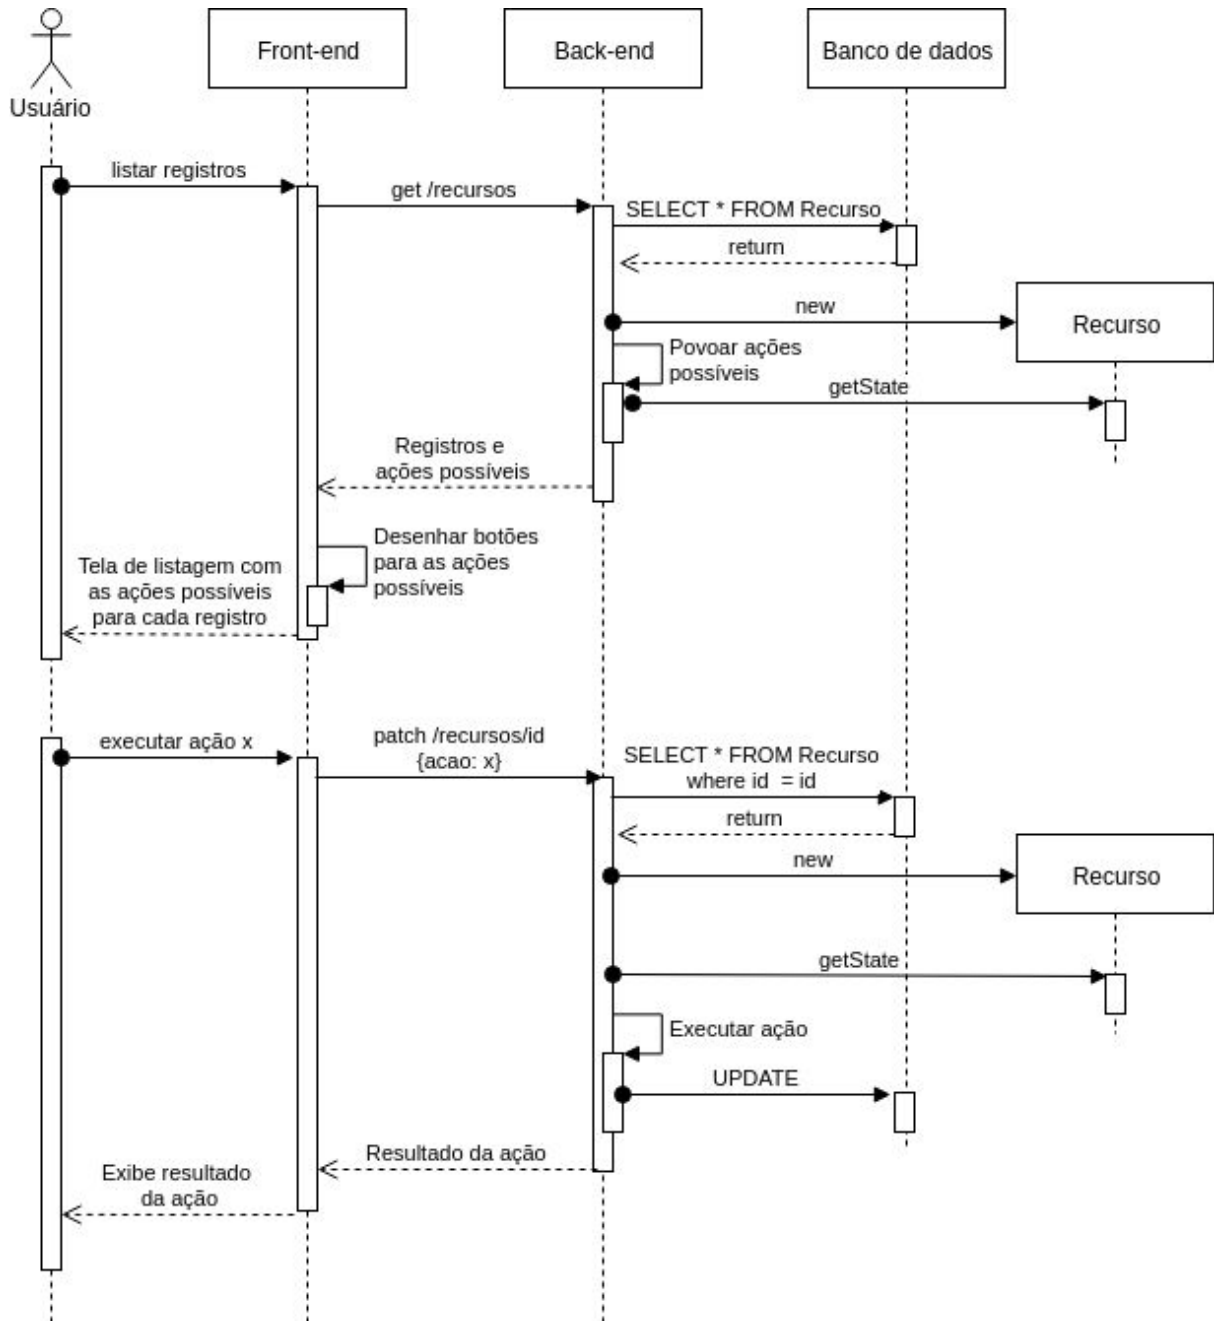 Usuário
Front-end
Back-end
Banco de dados
listar registros
get /recursos
SELECT * FROM Recurso
return
new
Recurso
Povoar ações
possíveis
getState
Registros e
ações possíveis
Desenhar botões
para as ações
possíveis
Tela de listagem com
as ações possíveis
para cada registro
executar ação x
patch /recursos/id
{acao: x}
SELECT * FROM Recurso
where id = id
return
new
Recurso
getState
Executar ação
UPDATE
Resultado da ação
Exibe resultado
da ação